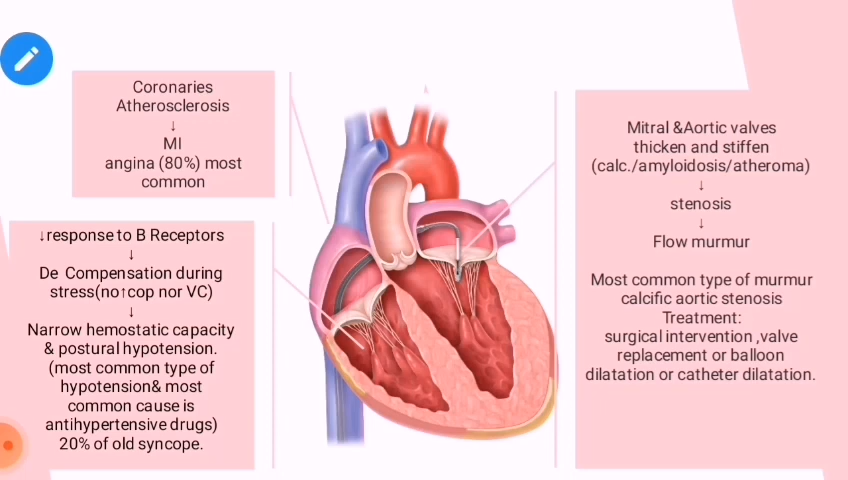 Coronaries
Atherosclerosis
↓
MI
angina (80%) most
common
↓response to B Receptors
↓
De Compensation during
stress(no↑cop nor VC)
↓
Narrow hemostatic capacity
& postural hypotension.
(most common type of
hypotension& most
common cause is
antihypertensive drugs)
20% of old syncope.
Mitral &Aortic valves
thicken and stiffen
(calc./amyloidosis/atheroma)
↓
stenosis
↓
Flow murmur
Most common type of murmur
calcific aortic stenosis
Treatment:
surgical intervention ,valve
replacement or balloon
dilatation or catheter dilatation.